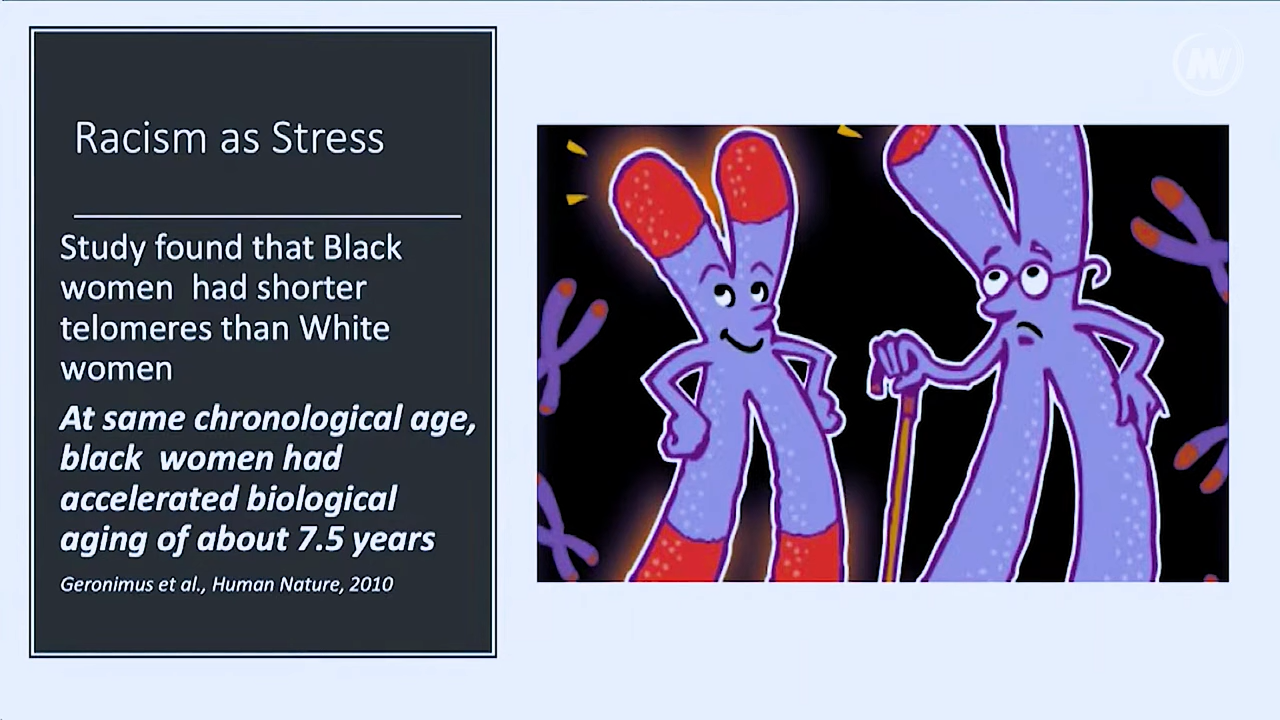 Racism as Stress
Study found that Black
women had shorter
telomeres than White
women
At same chronological age,
black women had
accelerated biological
aging of about 7.5 years
Geronimus et al., Human Nature, 2010